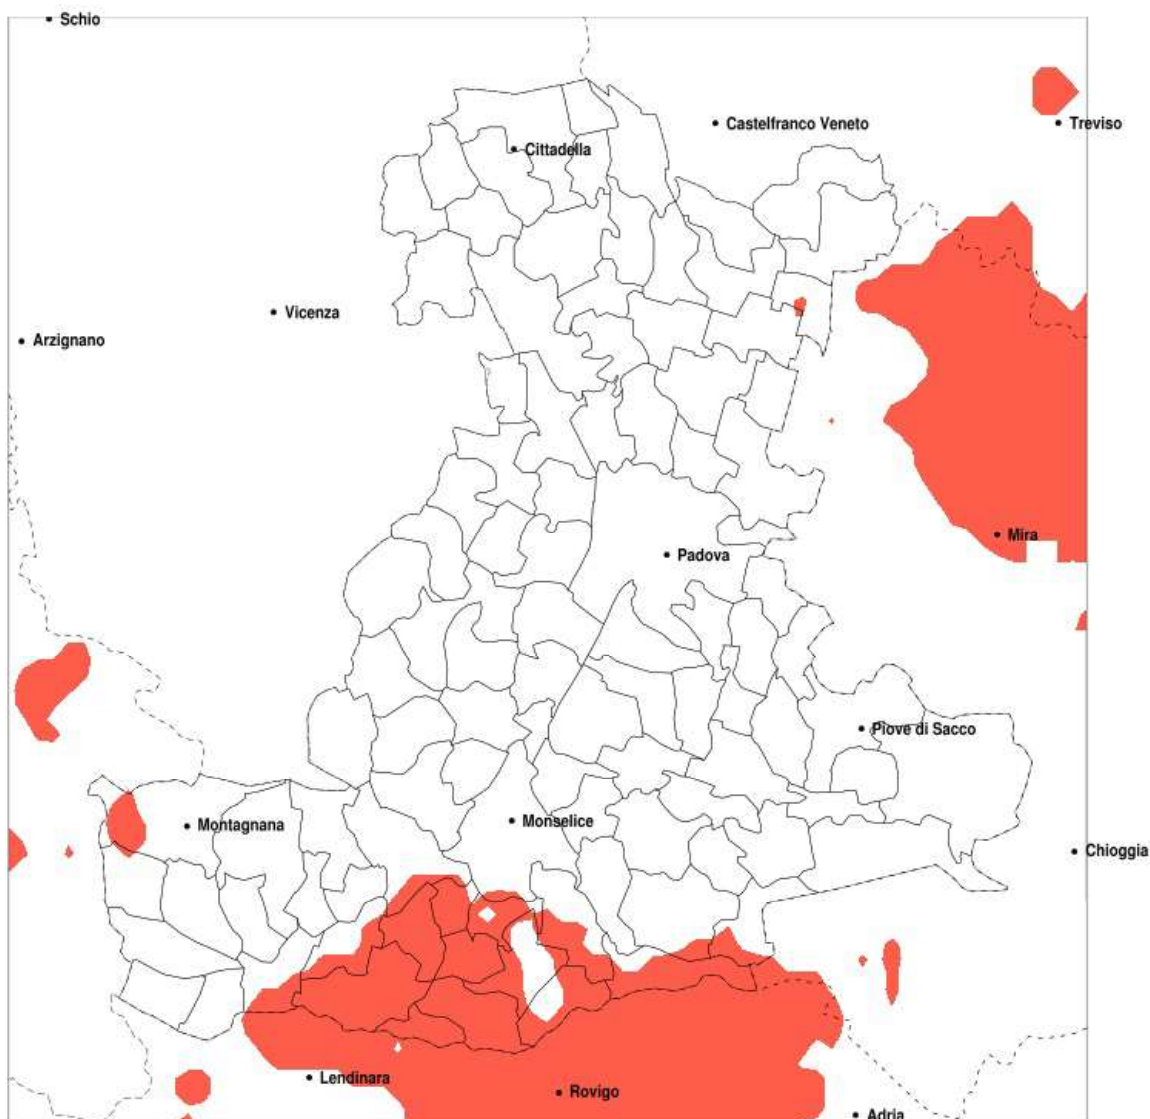 Schio
Castelfranco Veneto
Treviso
Cittadella
Vicenza
Arzignano
Mira
Padova
Piove di Sacco
Monselice
Montagnana
Chioggia
Lendinara
Rovigo
Adria